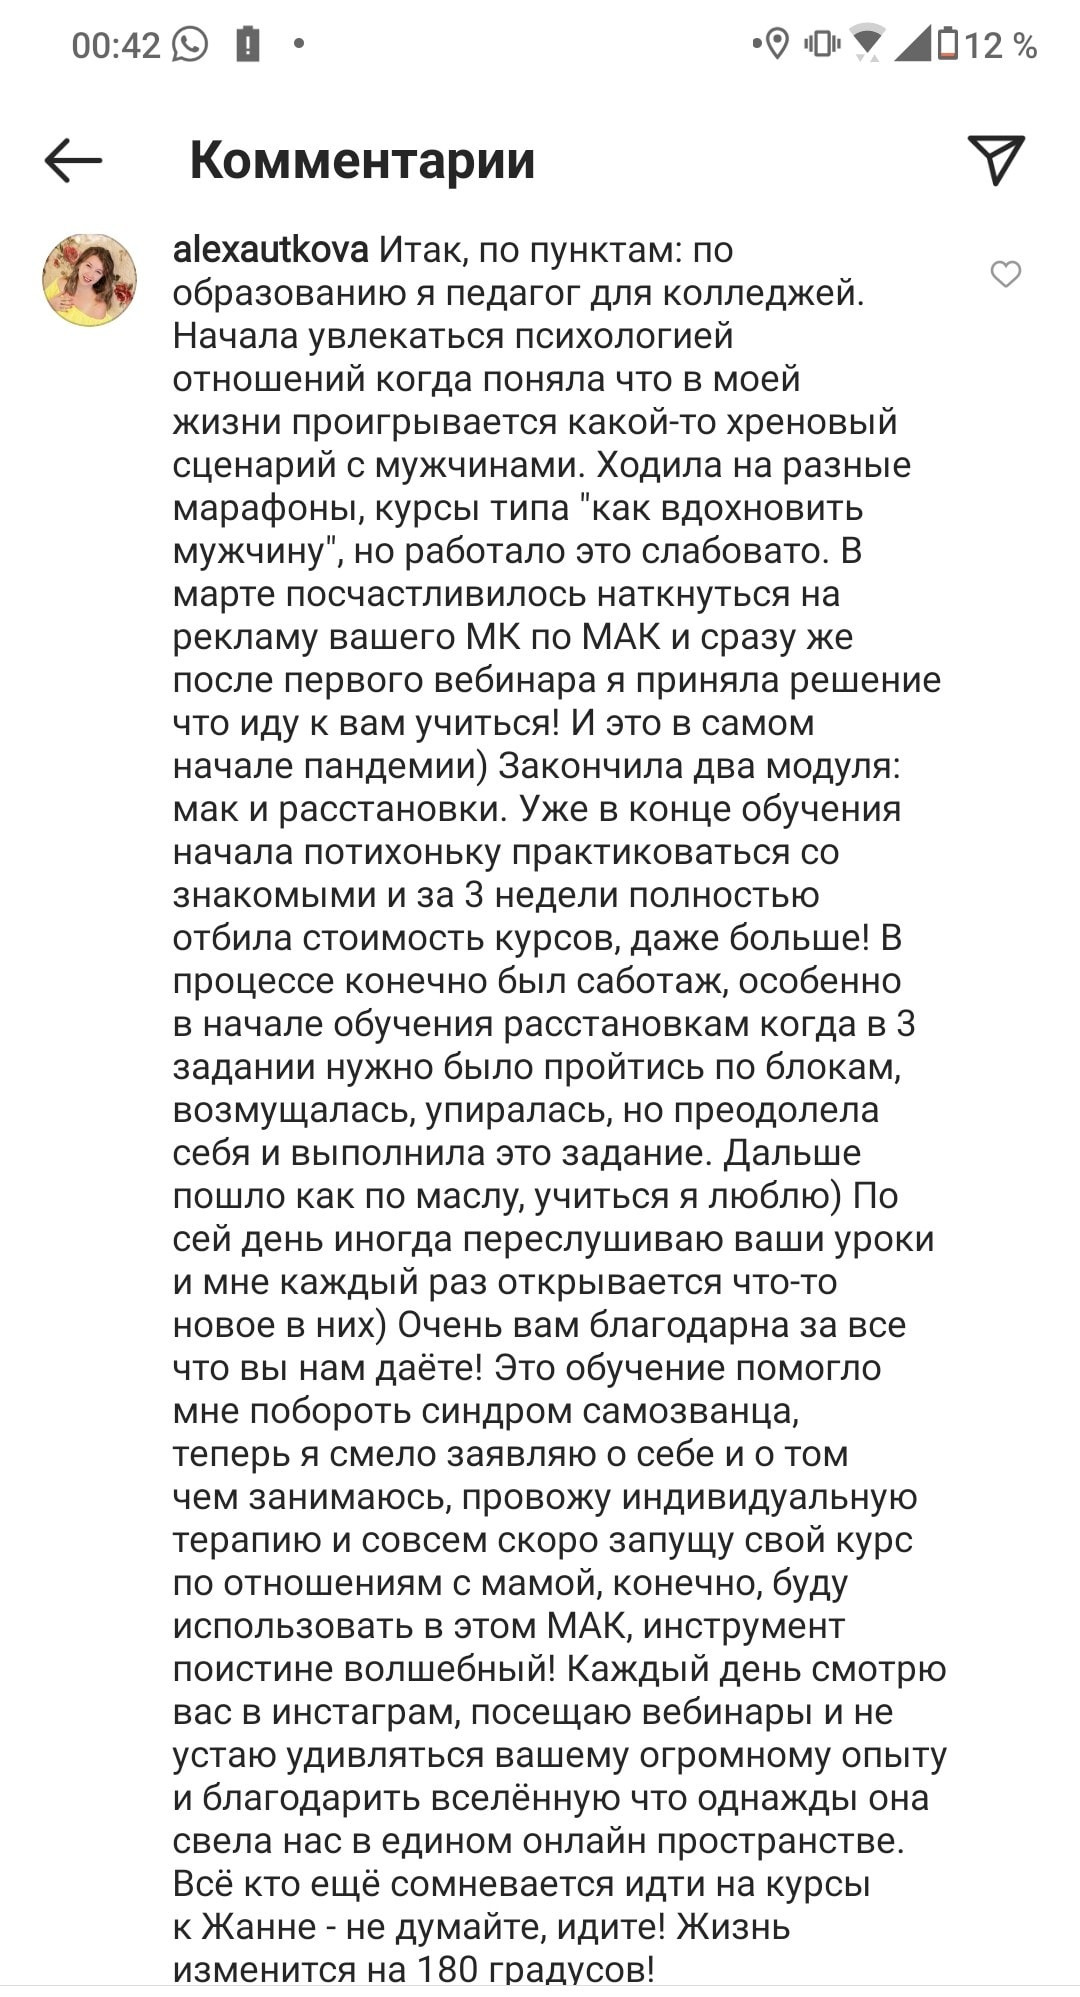 00:42
12 %
Комментарии
alexautkova Итак, по пунктам: по
образованию я педагог для колледжей.
Начала увлекаться психологией
отношений когда поняла что в моей
жизни проигрывается какой-то хреновый
сценарий с мужчинами. Ходила на разные
марафоны, курсы типа "как вдохновить
мужчину", но работало это слабовато. В
марте посчастливилось наткнуться на
рекламу вашего МК по МАК и сразу же
после первого вебинара я приняла решение
что иду к вам учиться! И это в самом
начале пандемии) Закончила два модуля:
мак и расстановки. Уже в конце обучения
начала потихоньку практиковаться со
знакомыми и за 3 недели полностью
отбила стоимость курсов, даже больше! В
процессе конечно был саботаж, особенно
в начале обучения расстановкам когда в 3
задании нужно было пройтись по блокам,
возмущалась, упиралась, но преодолела
себя и выполнила это задание. Дальше
пошло как по маслу, учиться я люблю) По
сей день иногда переслушиваю ваши уроки
и мне каждый раз открывается что-то
новое в них) Очень вам благодарна за все
что вы нам даёте! Это обучение помогло
мне побороть синдром самозванца,
теперь я смело заявляю о себе и о том
чем занимаюсь, провожу индивидуальную
терапию и совсем скоро запущу свой курс
по отношениям с мамой, конечно, буду
использовать в этом МАК, инструмент
поистине волшебный! Каждый день смотрю
вас в инстаграм, посещаю вебинары и не
устаю удивляться вашему огромному опыту
и благодарить вселённую что однажды она
свела нас в едином онлайн пространстве.
Всё кто ещё сомневается идти на курсы
к Жанне - не думайте, идите! Жизнь
изменится на 180 градусов!